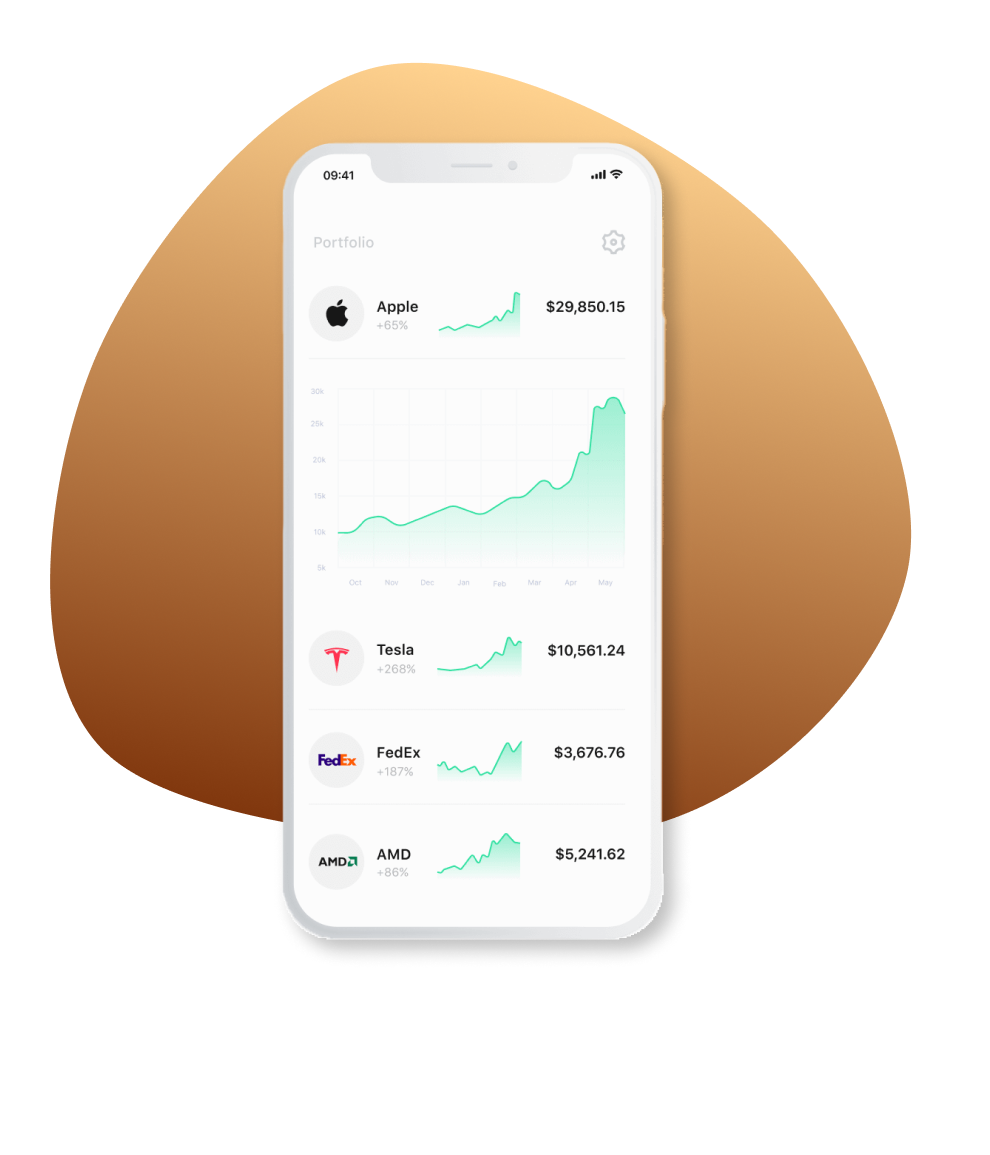 09:41
Portfolio
Apple
+65%
$29,850.15
30k
25k
20k
15k
10k
5k
Oct Nov Dec Jan Feb Mar Apr May
Tesla
+268%
$10,561.24
FedEx
FedEx
+187%
$3,676.76
AMD
AMD
+86%
$5,241.62